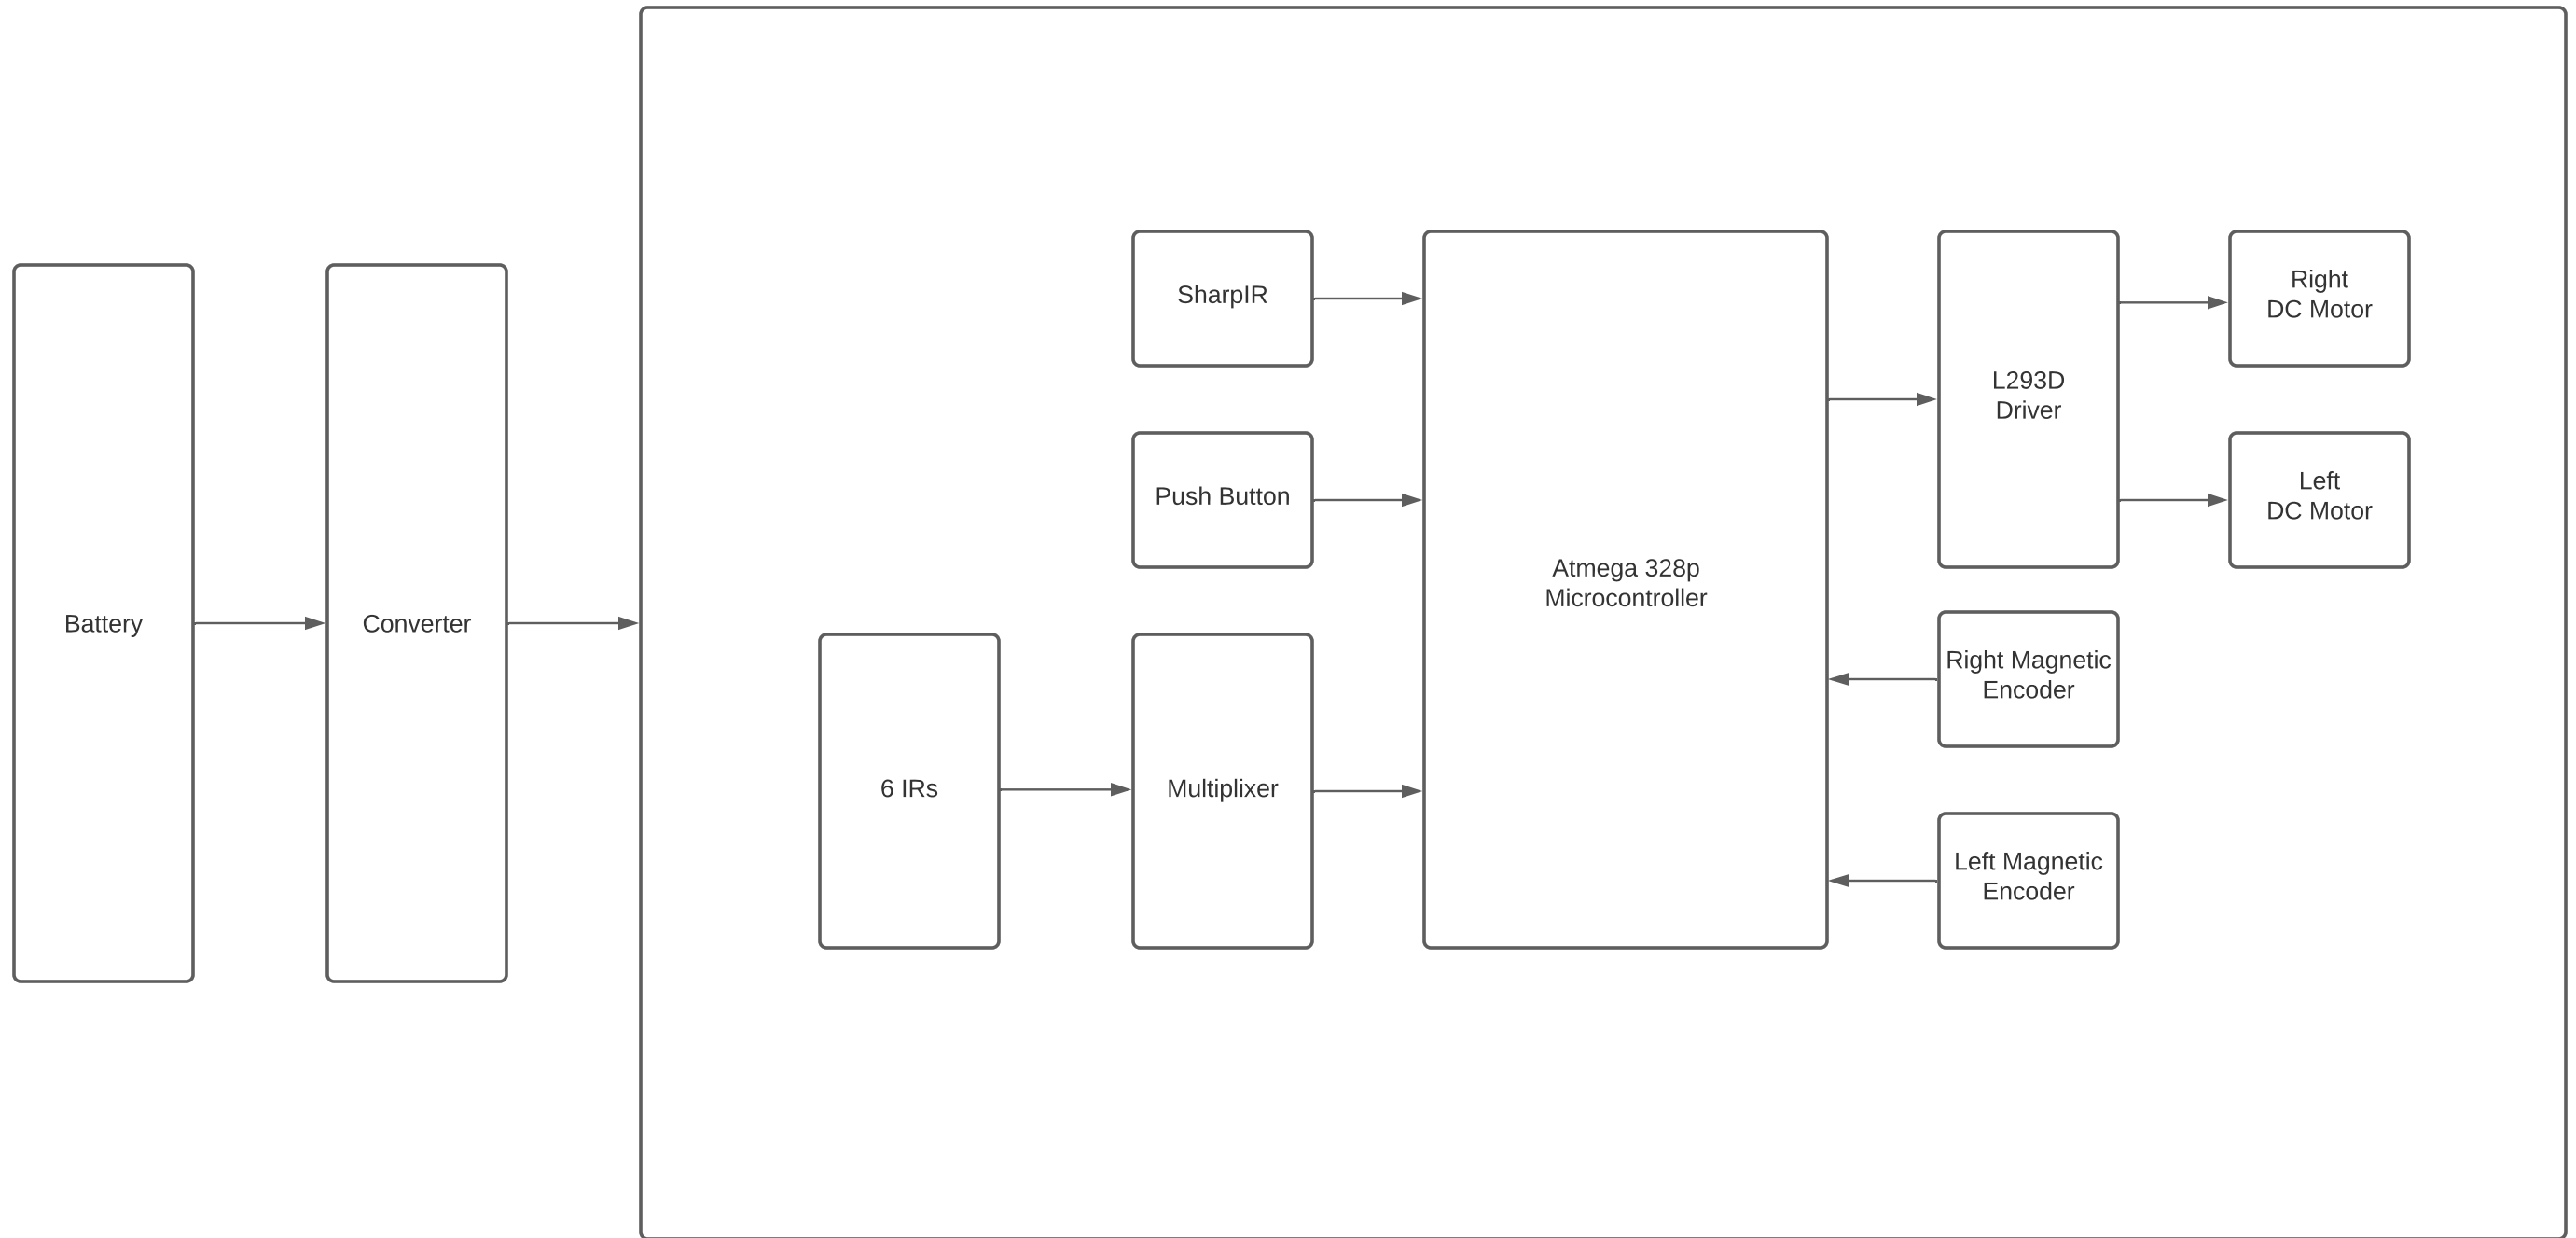 Battery
Converter
SharpIR
Push Button
6 IRs
Multiplixer
Atmega 328p
Microcontroller
L293D
Driver
Right
DC Motor
Left
DC Motor
Right Magnetic
Encoder
Left Magnetic
Encoder